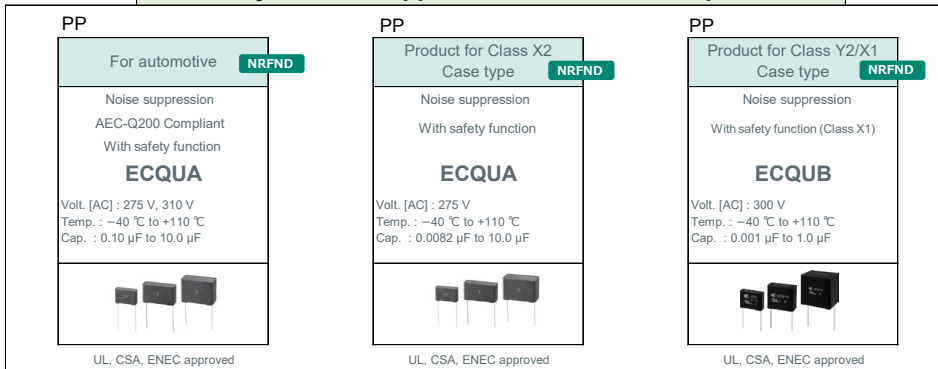 PP
For automotive
NRFND
Noise suppression
AEC-Q200 Compliant
With safety function
ECQUA
Volt. [AC] : 275 V, 310 V
Temp. : −40 ℃ to +110 ℃
Cap. : 0.10 μF to 10.0 μF
UL, CSA, ENEC approved
PP
Product for Class X2
Case type
NRFND
Noise suppression
With safety function
ECQUA
Volt. [AC] : 275 V
Temp. : −40 ℃ to +110 ℃
Cap. : 0.0082 μF to 10.0 μF
UL, CSA, ENEC approved
PP
Product for Class Y2/X1
Case type
NRFND
Noise suppression
With safety function (Class X1)
ECQUB
Volt. [AC] : 300 V
Temp. : −40 ℃ to +110 ℃
Cap. : 0.001 μF to 1.0 μF
UL, CSA, ENEC approved